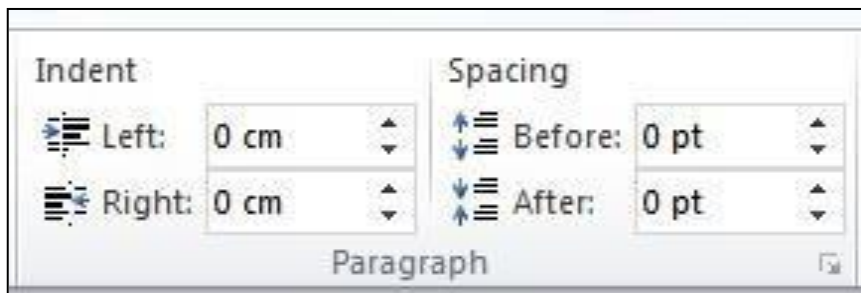 Indent Spacing
Left: 0 cm Before: 0 pt
Right: 0 cm After: 0 pt
Paragraph